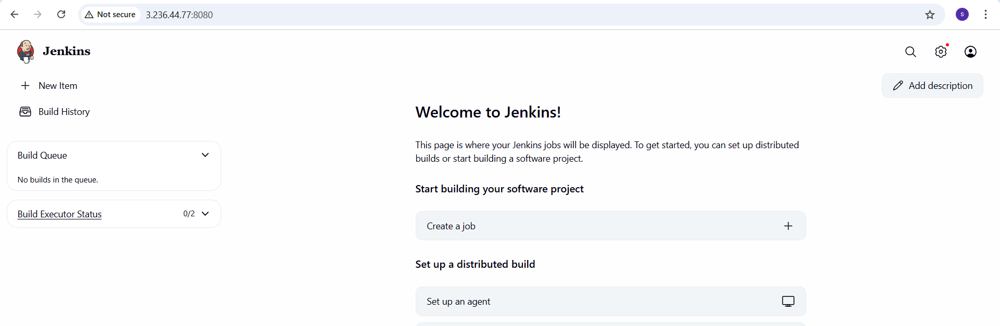 Not secure 3.236.44.77:8080
S
Jenkins
New Item
Add description
Build History
Welcome to Jenkins!
This page is where your Jenkins jobs will be displayed. To get started, you can set up distributed
builds or start building a software project.
Build Queue
No builds in the queue.
Start building your software project
Build Executor Status 0/2
Create a job
Set up a distributed build
Set up an agent